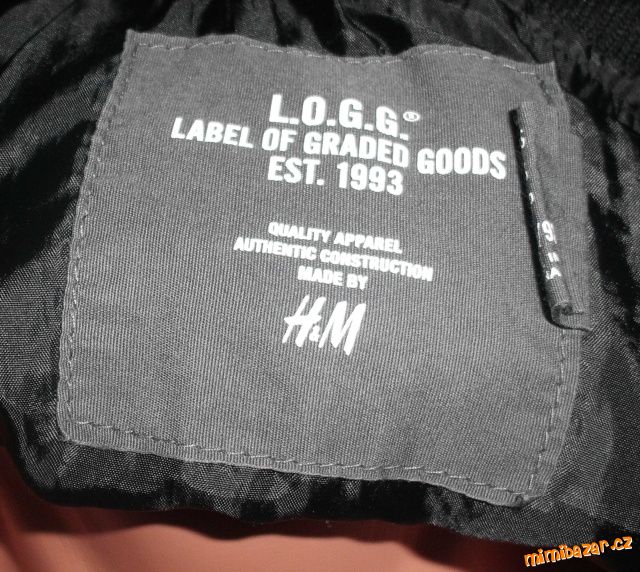 L.O.G.G.®
LABEL OF GRADED GOODS
EST. 1993
QUALITY APPAREL
AUTHENTIC CONSTRUCTION
MADE BY
H&M
mimibazar.cz